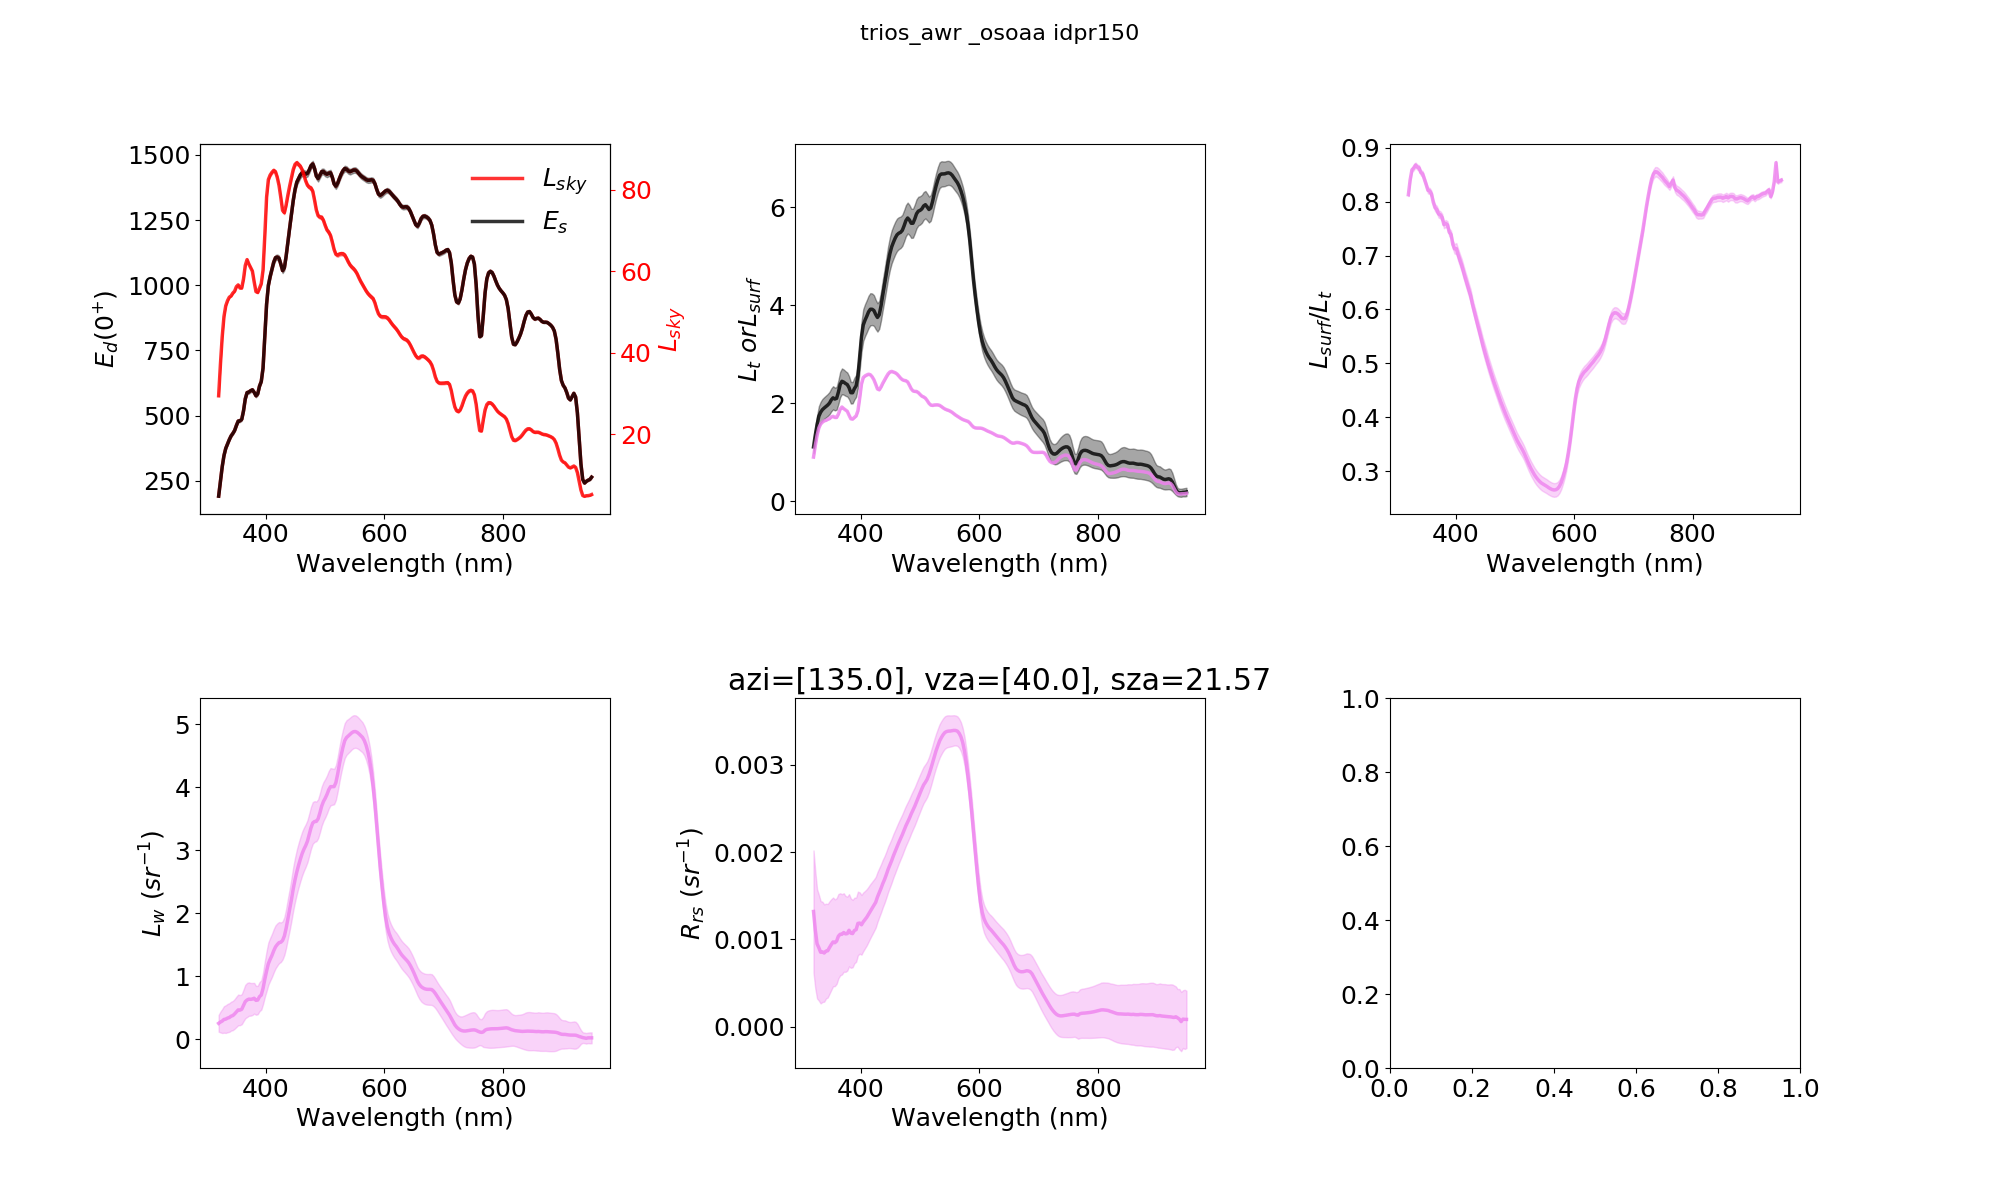 trios_awr _osoaa idpr150
1500
1250
1000
750
500
250
E_d(0^+)
L_sky
E_s
80
60
40
20
L_sky
400 600 800
Wavelength (nm)
6
4
2
0
L_t orL_surf
400 600 800
Wavelength (nm)
0.9
0.8
0.7
0.6
0.5
0.4
0.3
L_surf/L_t
400 600 800
Wavelength (nm)
5
4
3
2
1
0
L_w (sr^−1)
400 600 800
Wavelength (nm)
azi=[135.0], vza=[40.0], sza=21.57
0.003
0.002
0.001
0.000
R_rs (sr^−1)
400 600 800
Wavelength (nm)
1.0
0.8
0.6
0.4
0.2
0.0
0.0 0.2 0.4 0.6 0.8 1.0